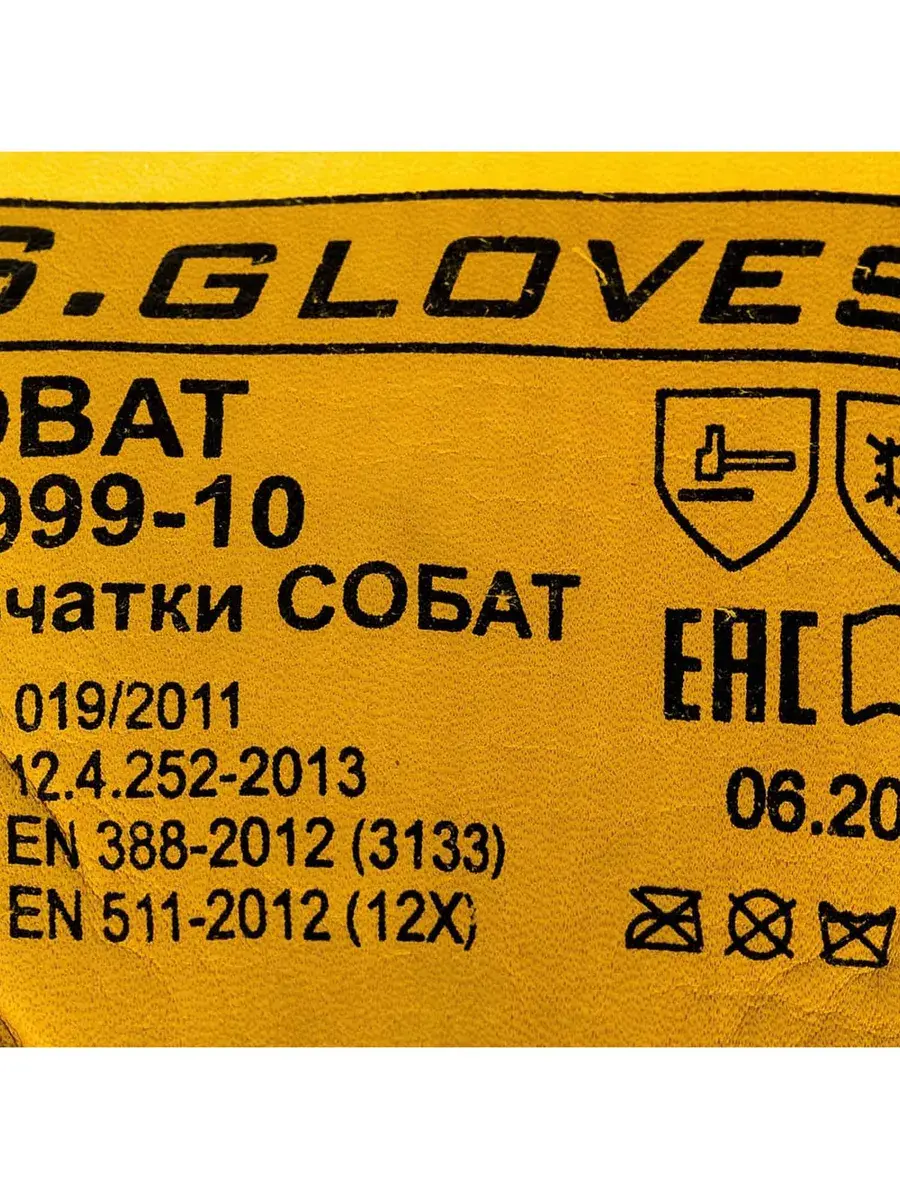 S.GLOVES
OBAT
999-10
чатки СОБАТ
019/2011
12.4.252-2013
EN 388-2012 (3133)
EN 511-2012 (12X)
EAC
06.20